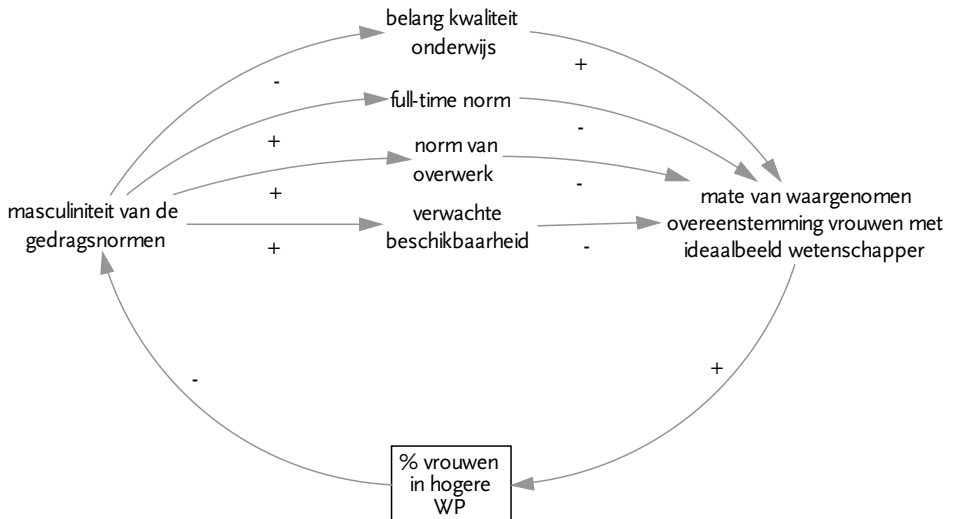 belang kwaliteit
onderwijs
+
-
full-time norm
-
+
norm van
overwerk
-
+
masculiniteit van de
gedragsnormen
verwachte
beschikbaarheid
+
-
mate van waargenomen
overeenstemming vrouwen met
ideaalbeeld wetenschapper
+
-
% vrouwen
in hogere
WP